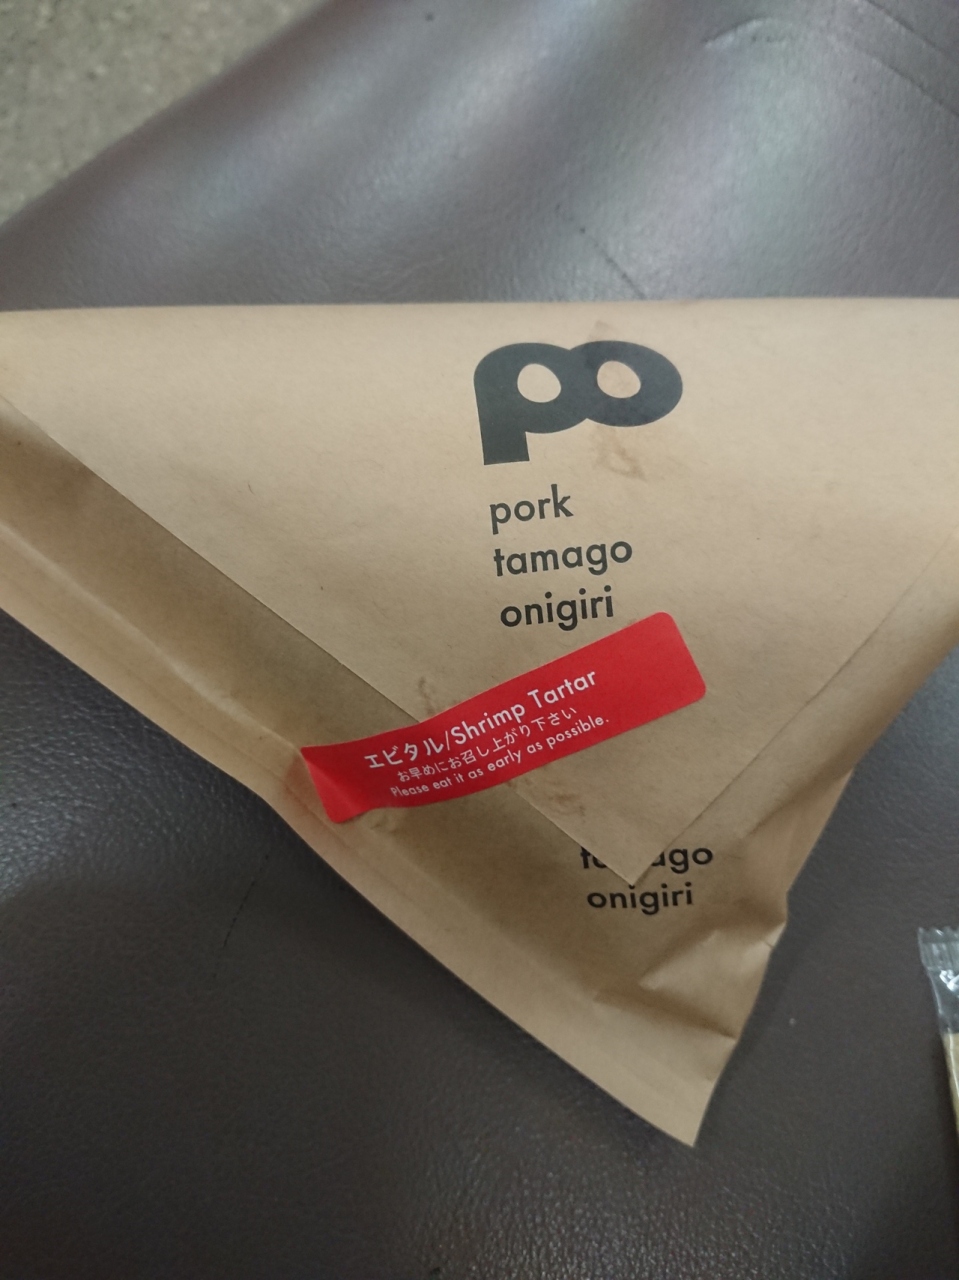 po
pork
tamago
onigiri
エビタル/Shrimp Tartar
お早めにお召し上がり下さい
Please eat it as early as possible.
onigiri